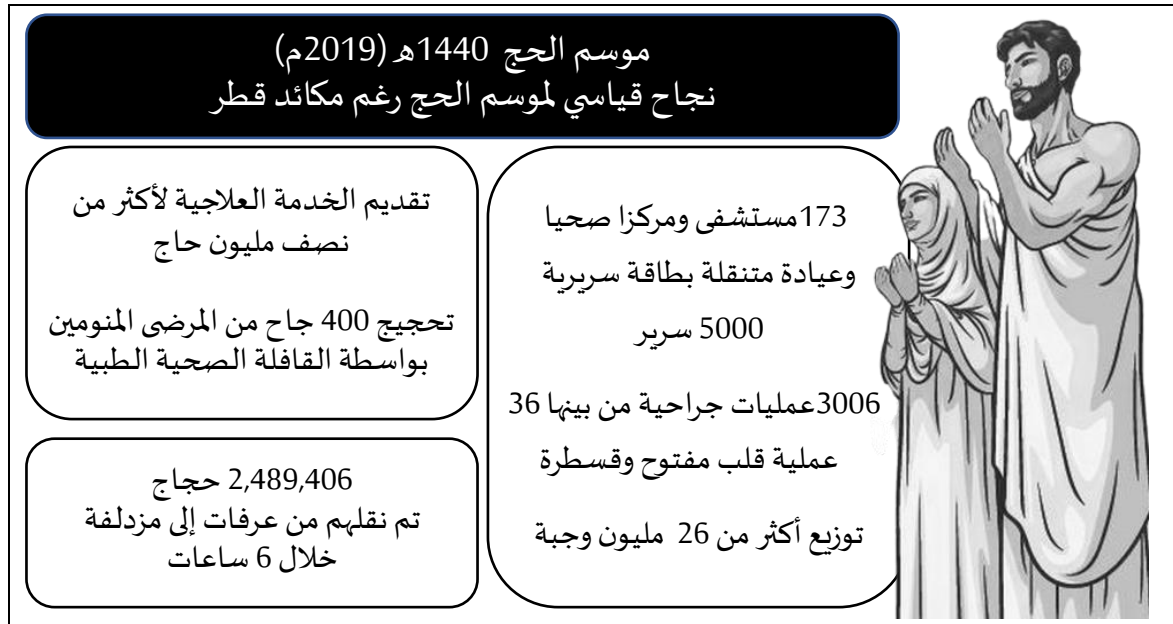 موسم الحج 1440ه (2019م)
نجاح قياسي لموسم الحج رغم مكائد قطر
173مستشفى ومركزا صحيا
وعيادة متنقلة بطاقة سريرية
5000 سرير
3006عمليات جراحية من بينها 36
عملية قلب مفتوح وقسطرة
توزيع أكثر من 26 مليون وجبة
تقديم الخدمة العلاجية لأكثر من
نصف مليون حاج
تحجيج 400 جاح من المرضى المنومين
بواسطة القافلة الصحية الطبية
2,489,406 حجاج
تم نقلهم من عرفات إلى مزدلفة
خلال 6 ساعات